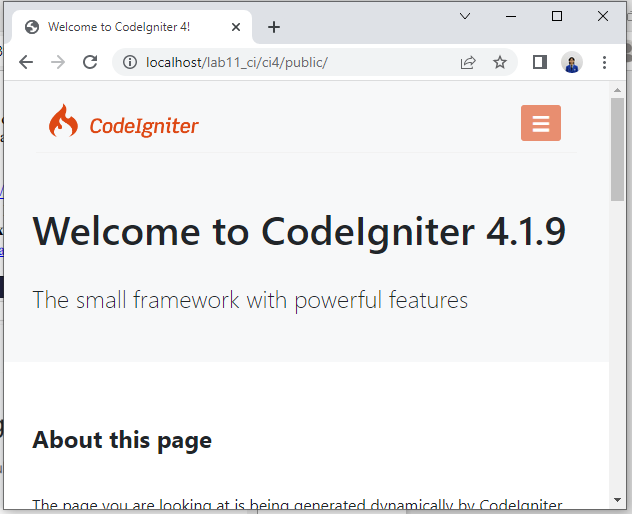 Welcome to CodeIgniter 4!
localhost/lab11_ci/ci4/public/
CodeIgniter
Welcome to CodeIgniter 4.1.9
The small framework with powerful features
About this page
The page you are looking at is being generated dynamically by CodeIgniter